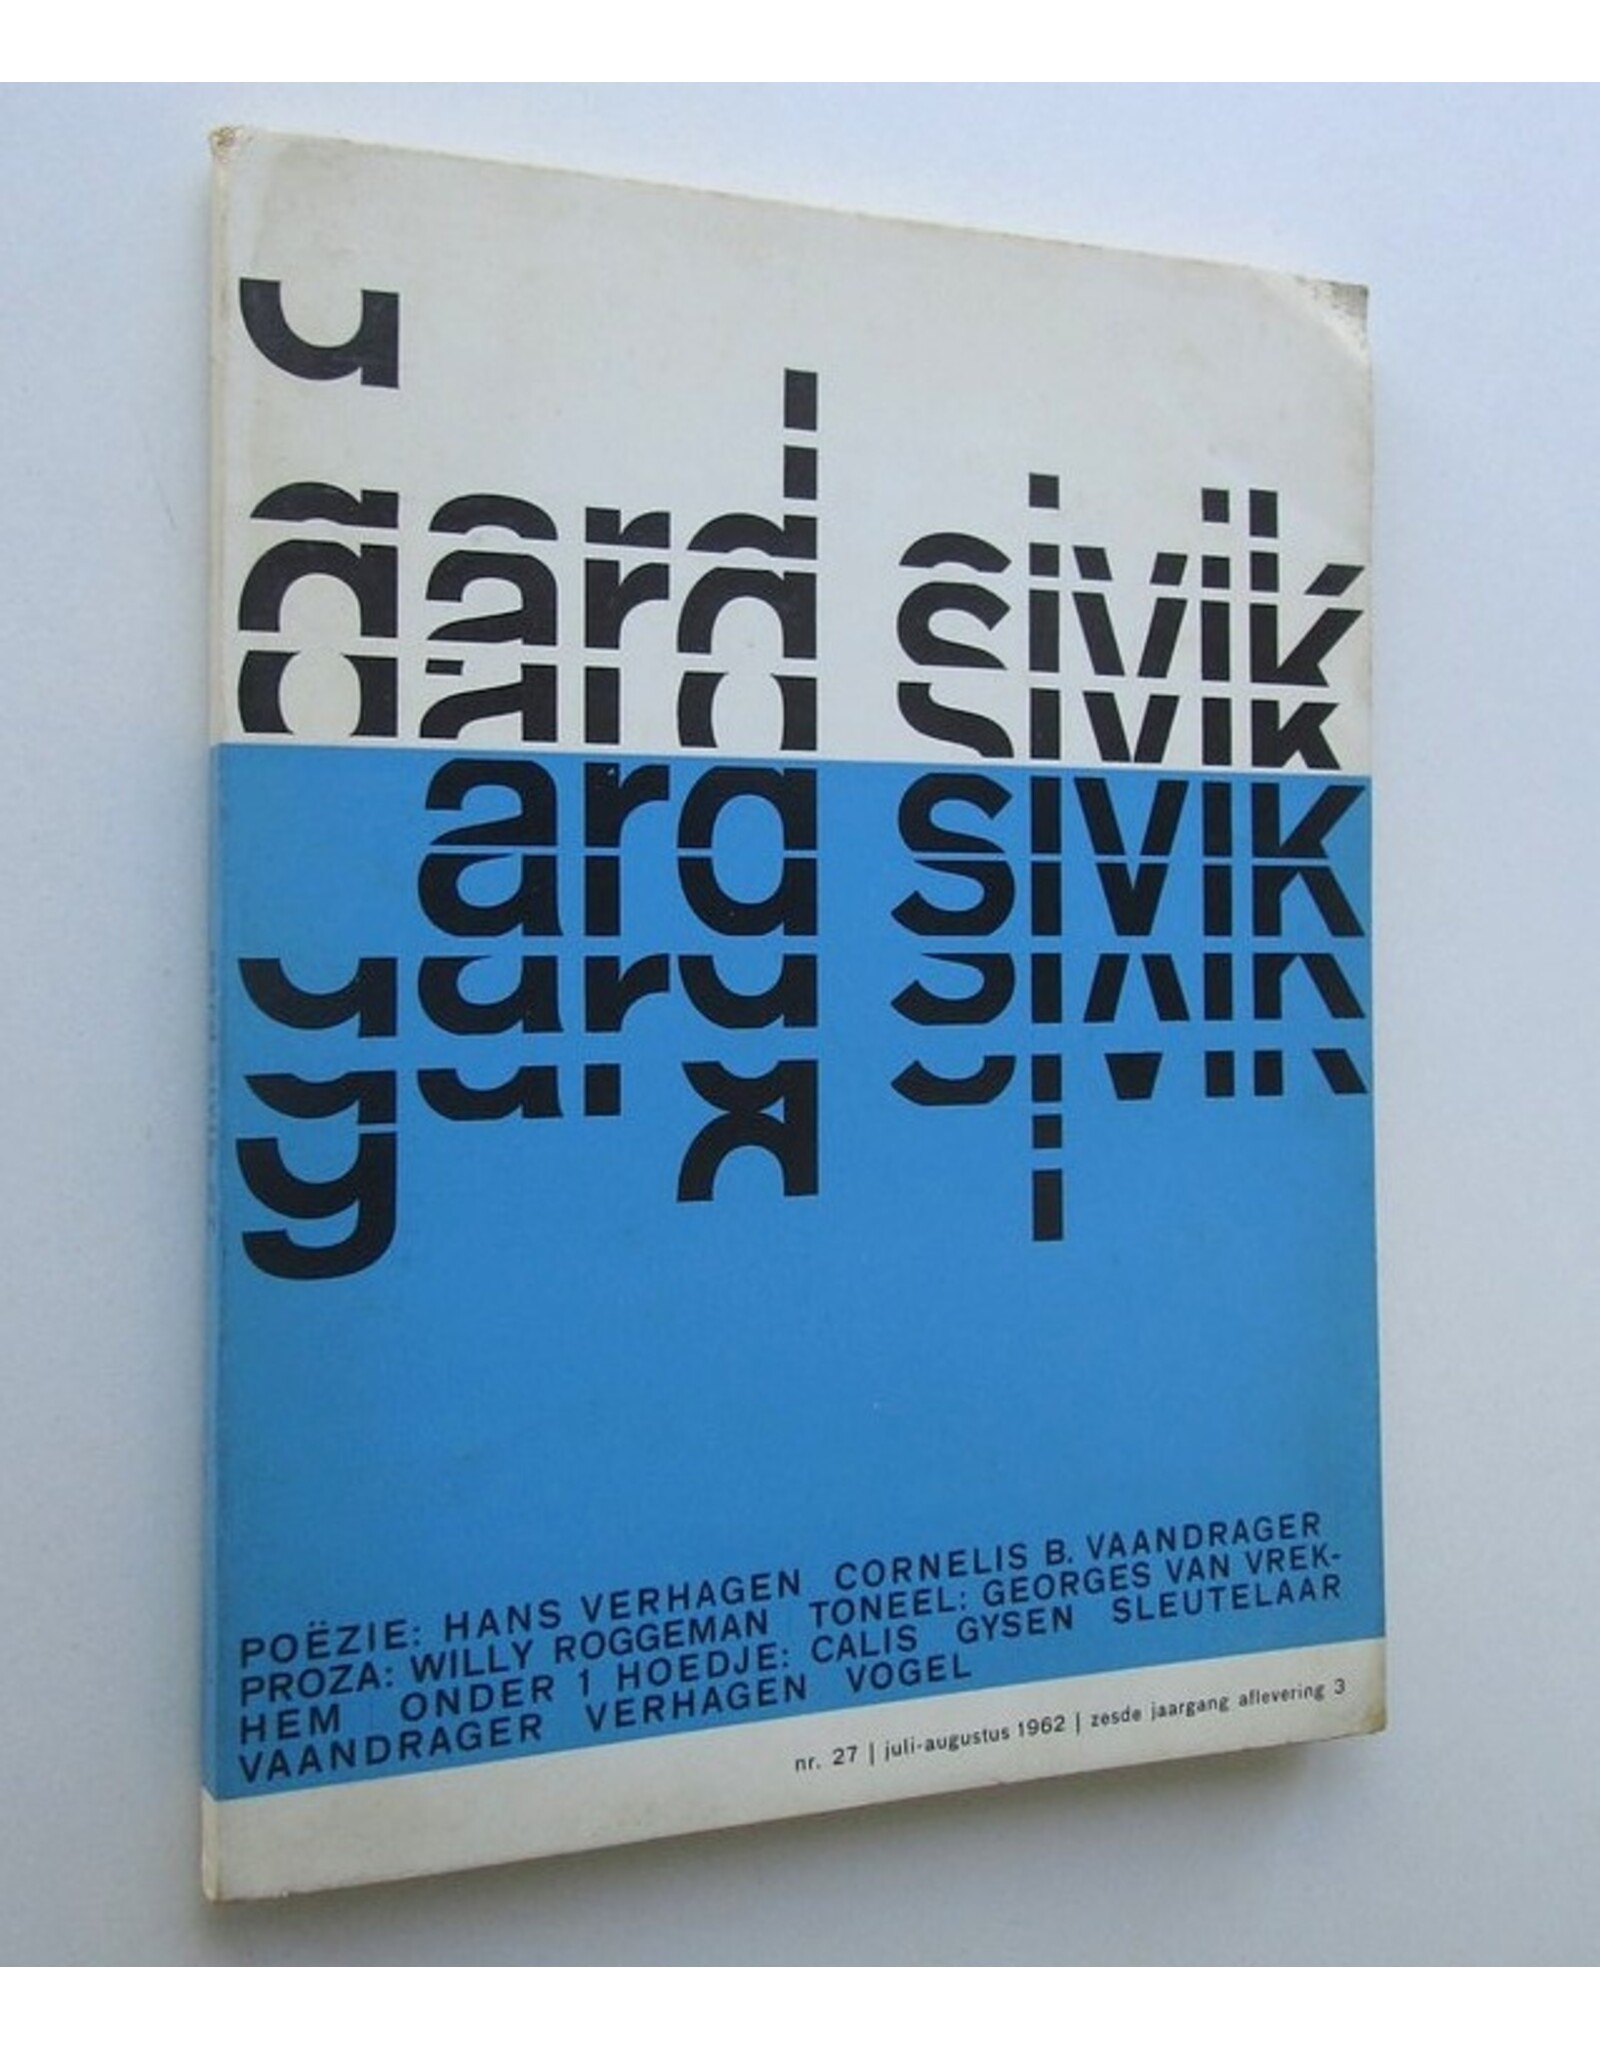 gard sivik
POËZIE: HANS VERHAGEN CORNELIS B. VAANDRAGER
PROZA: WILLY ROGGEMAN TONEEL: GEORGES VAN VREK-
HEM ONDER 1 HOEDJE: CALIS GYSEN SLEUTELAAR
VAANDRAGER VERHAGEN VOGEL
nr. 27 | juli-augustus 1962 | zesde jaargang aflevering 3